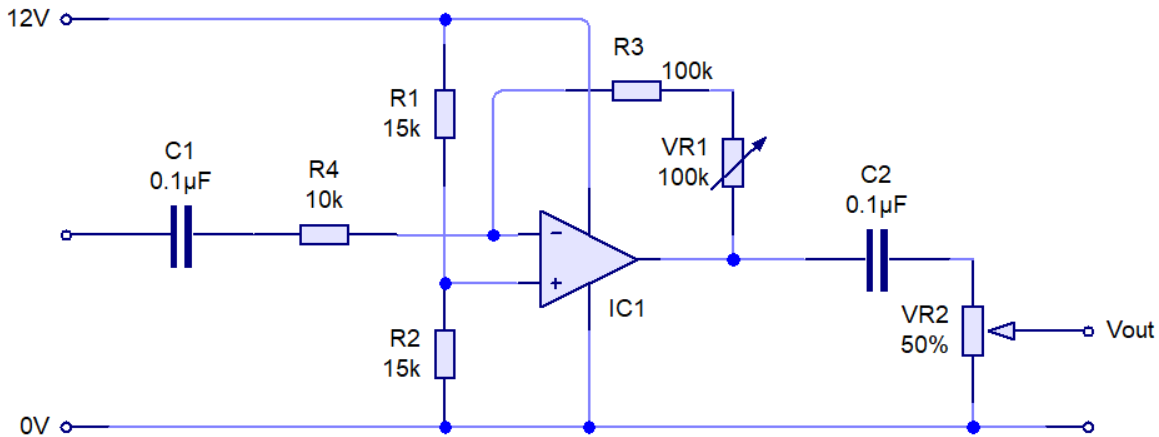 12V
R3
100k
R1
15k
VR1
100k
C1
0.1µF
R4
10k
C2
0.1µF
−
+
IC1
VR2
50%
Vout
R2
15k
0V